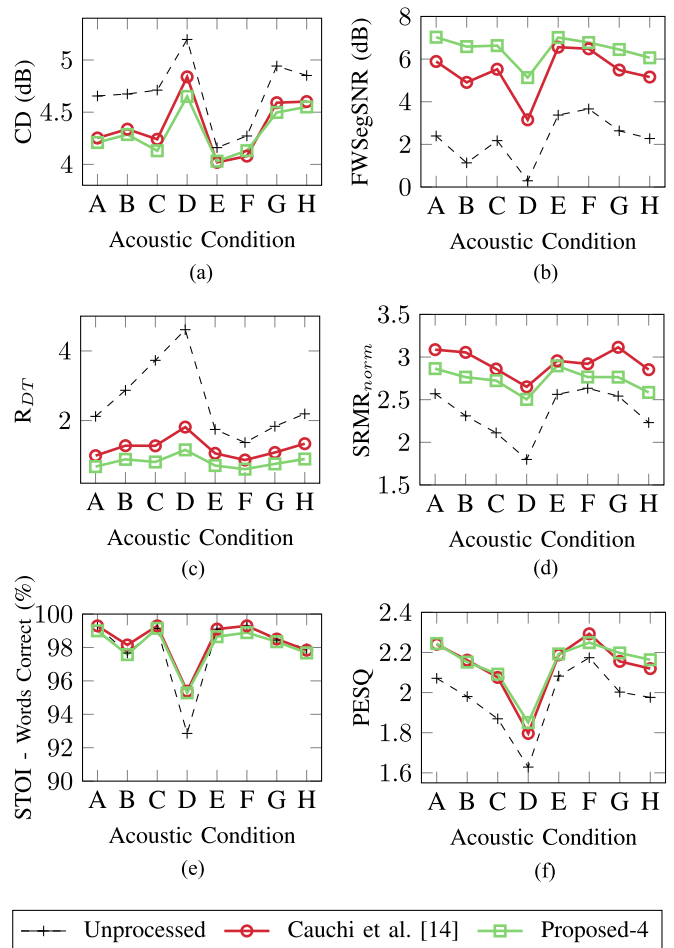 CD (dB)
5
4.5
4
A B C D E F G H
Acoustic Condition
(a)
FWSegSNR (dB)
8
6
4
2
0
A B C D E F G H
Acoustic Condition
(b)
R_DT
4
2
A B C D E F G H
Acoustic Condition
(c)
SRMR_norm
3.5
3
2.5
2
1.5
A B C D E F G H
Acoustic Condition
(d)
STOI - Words Correct (%)
100
98
96
94
92
90
A B C D E F G H
Acoustic Condition
(e)
PESQ
2.4
2.2
2
1.8
1.6
A B C D E F G H
Acoustic Condition
(f)
Unprocessed Cauchi et al. [14] Proposed-4